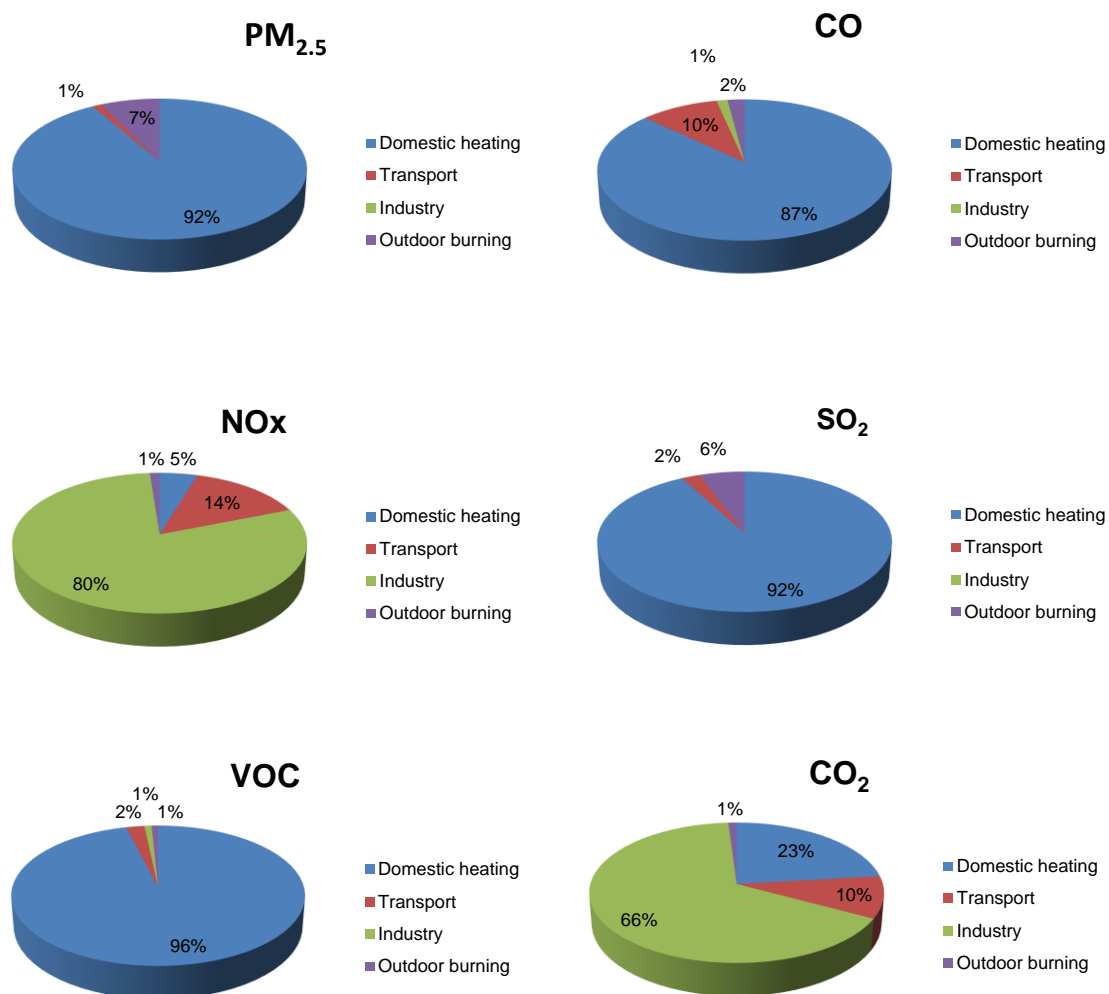 PM2.5
1%
7%
92%
Domestic heating
Transport
Industry
Outdoor burning
CO
1%
2%
10%
87%
Domestic heating
Transport
Industry
Outdoor burning
NOx
1%
5%
14%
80%
Domestic heating
Transport
Industry
Outdoor burning
SO2
2%
6%
92%
Domestic heating
Transport
Industry
Outdoor burning
VOC
1%
2%
1%
96%
Domestic heating
Transport
Industry
Outdoor burning
CO2
1%
23%
10%
66%
Domestic heating
Transport
Industry
Outdoor burning